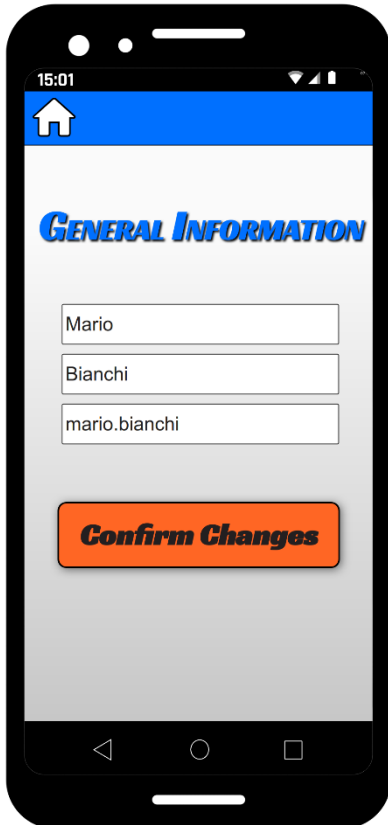 15:01
General Information
Mario
Bianchi
mario.bianchi
Confirm Changes